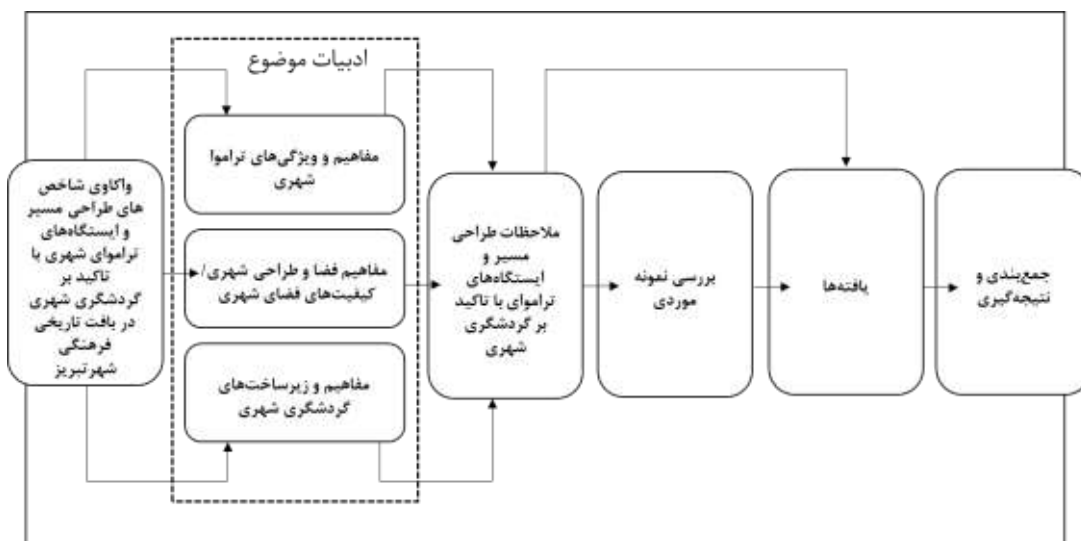 ادبیات موضوع
واکاوی شاخص
های طراحی مسیر
و ایستگاه‌های
تراموای شهری با
تاکید بر
گردشگری شهری
در بافت تاریخی
فرهنگی
شهرتبریز
مفاهیم و ویژگی‌های تراموا
شهری
مفاهیم فضا و طراحی شهری/
کیفیت‌های فضای شهری
مفاهیم و زیرساخت‌های
گردشگری شهری
ملاحظات طراحی
مسیر و
ایستگاه‌های
تراموای با تاکید
بر گردشگری
شهری
بررسی نمونه
موردی
یافته‌ها
جمع‌بندی و
نتیجه‌گیری